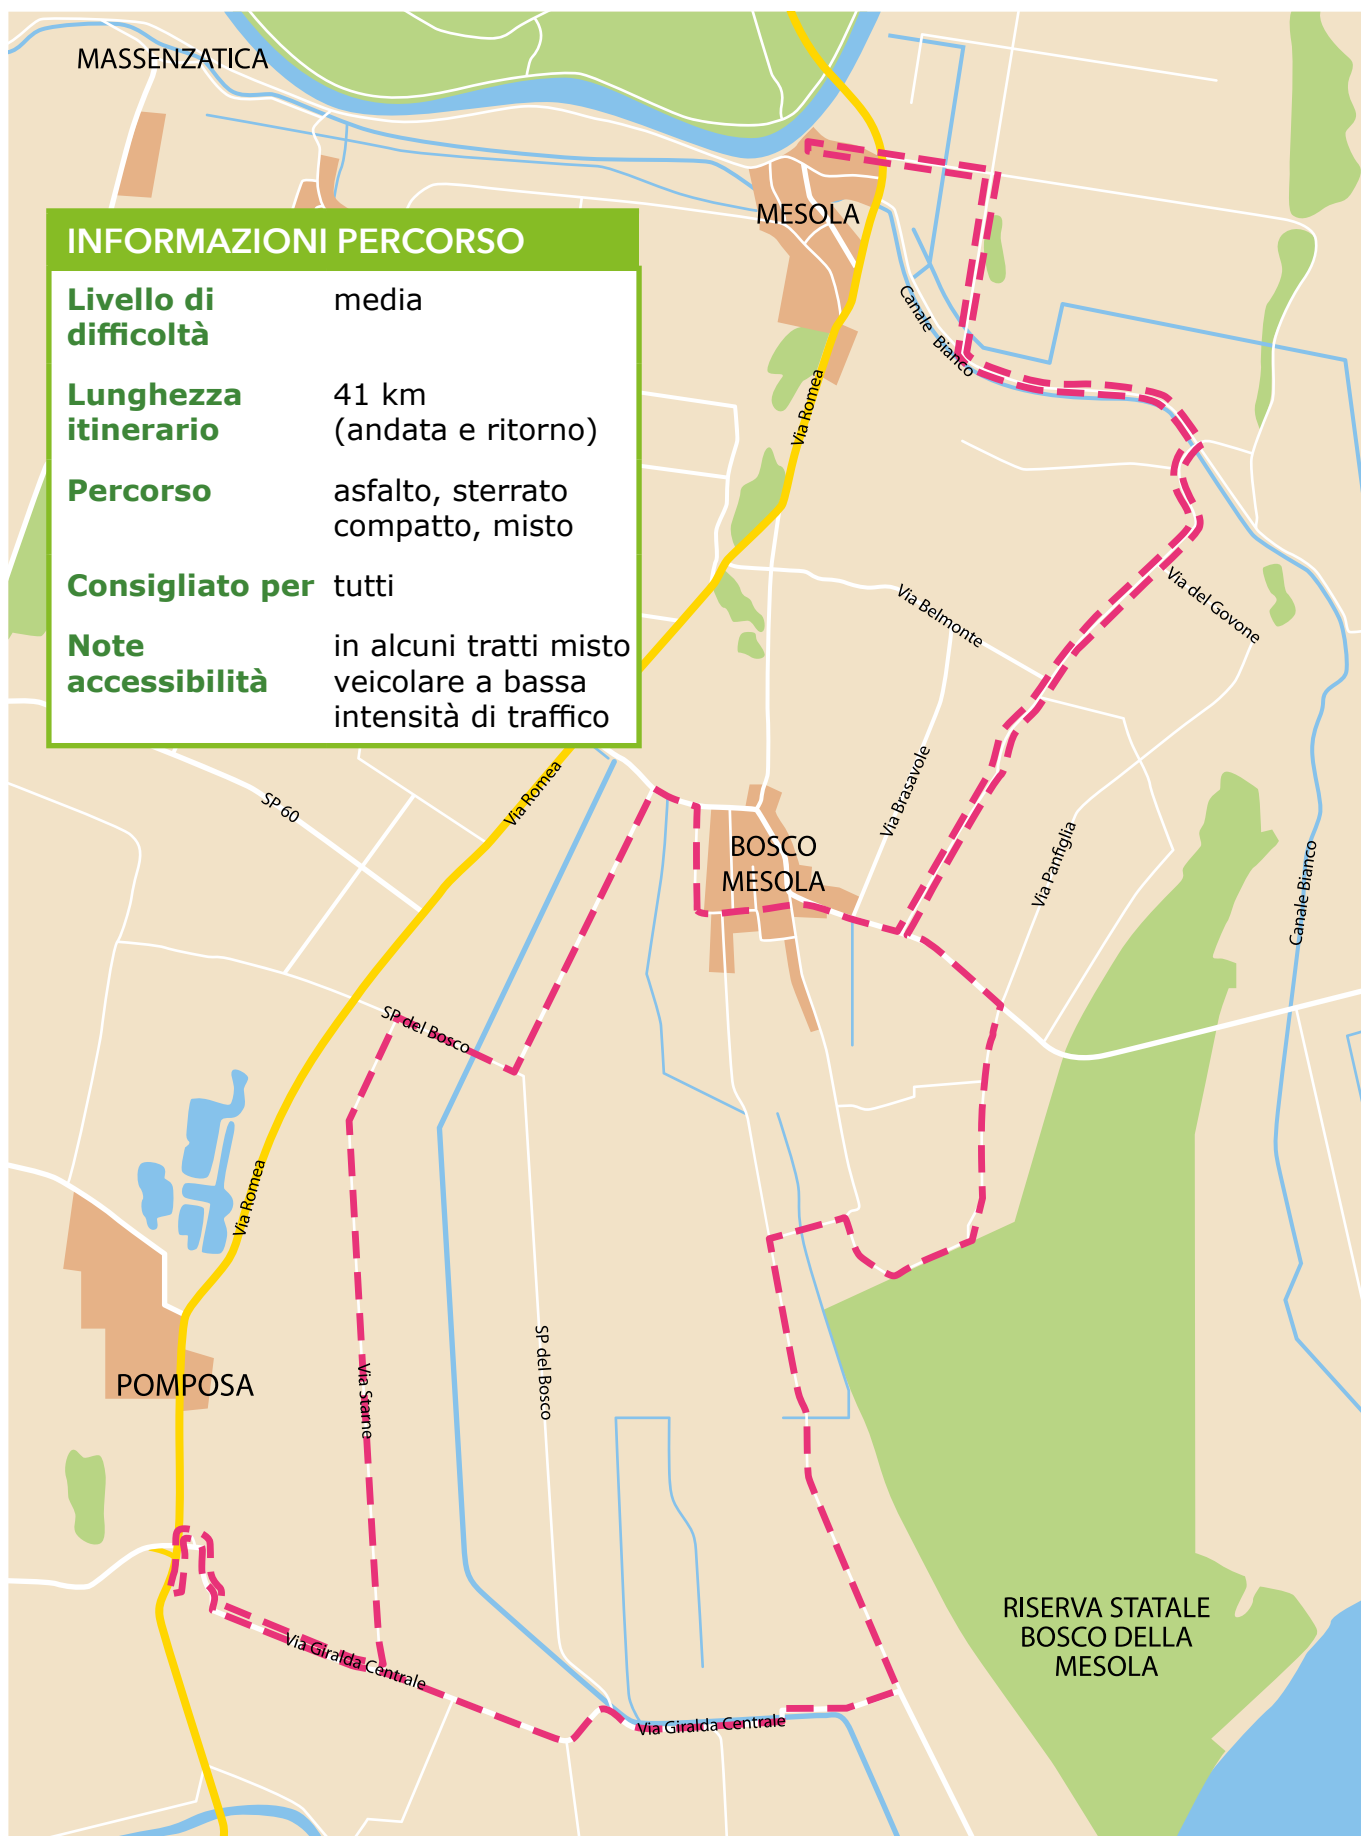 MASSENZATICA
MESOLA
INFORMAZIONI PERCORSO
Livello di
difficoltà
media
Lunghezza
itinerario
41 km
(andata e ritorno)
Percorso
asfalto, sterrato
compatto, misto
Consigliato per
tutti
Note
accessibilità
in alcuni tratti misto
veicolare a bassa
intensità di traffico
Canale Bianco
Via Romea
Via Belmonte
Via del Govone
Via Romea
SP 60
Via Brasavole
BOSCO
MESOLA
Via Panfiglia
Canale Bianco
SP del Bosco
Via Romea
SP del Bosco
POMPOSA
Via Starne
RISERVA STATALE
BOSCO DELLA
MESOLA
Via Giralda Centrale
Via Giralda Centrale